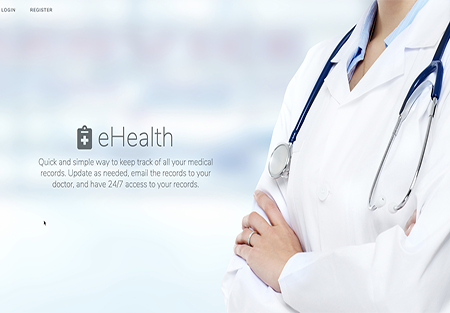 LOGIN REGISTER
eHealth
Quick and simple way to keep track of all your medical
records. Update as needed, email the records to your
doctor, and have 24/7 access to your records.